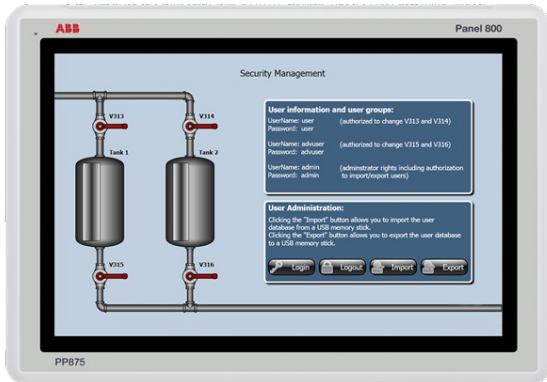 ABB
Panel 800
Security Management
V313
V314
Tank 1
Tank 2
V315
V316
User information and user groups:
UserName: user (authorized to change V313 and V314)
Password: user
UserName: advuser (authorized to change V315 and V316)
Password: advuser
UserName: admin (adminstrator rights including authorization
Password: admin to import/export users)
User Administration:
Clicking the "Import" button allows you to import the user
database from a USB memory stick.
Clicking the "Export" button allows you to export the user database
to a USB memory stick.
Login
Logout
Import
Export
PP875